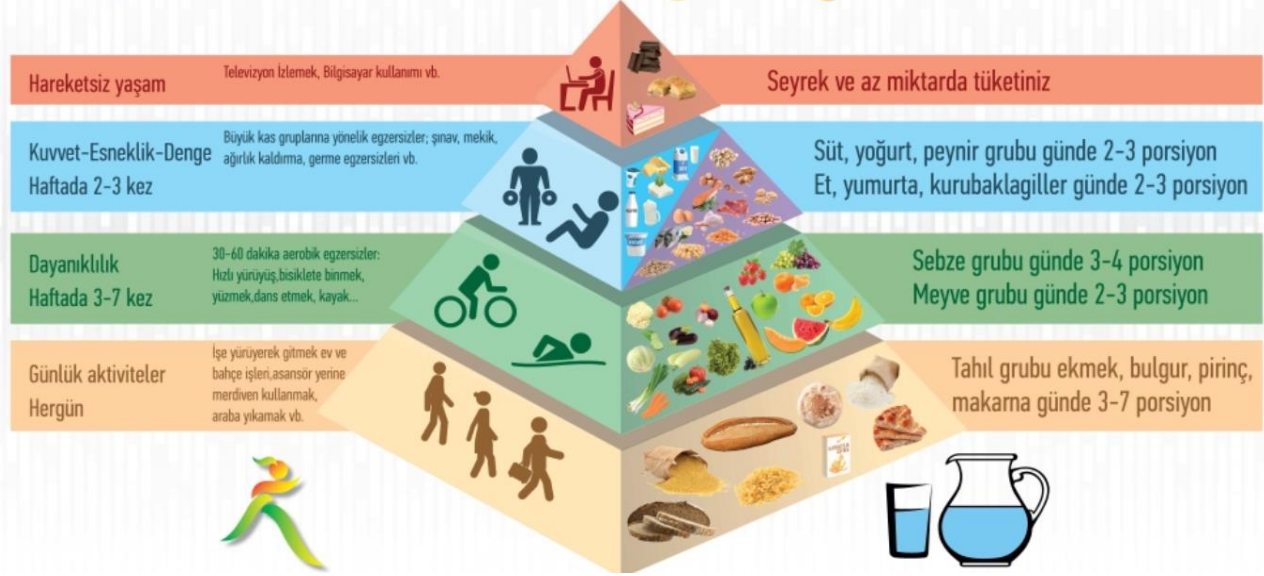 Hareketsiz yaşam
Televizyon İzlemek, Bilgisayar kullanımı vb.
Seyrek ve az miktarda tüketiniz
Kuvvet-Esneklik-Denge
Haftada 2-3 kez
Büyük kas gruplarına yönelik egzersizler; şınav, mekik,
ağırlık kaldırma, germe egzersizleri vb.
Süt, yoğurt, peynir grubu günde 2-3 porsiyon
Et, yumurta, kurubaklagiller günde 2-3 porsiyon
Dayanıklılık
Haftada 3-7 kez
30-60 dakika aerobik egzersizler:
Hızlı yürüyüş,bisiklete binmek,
yüzmek,dans etmek, kayak...
Sebze grubu günde 3-4 porsiyon
Meyve grubu günde 2-3 porsiyon
Günlük aktiviteler
Hergün
İşe yürüyerek gitmek ev ve
bahçe işleri,asansör yerine
merdiven kullanmak,
araba yıkamak vb.
Tahıl grubu ekmek, bulgur, pirinç,
makarna günde 3-7 porsiyon